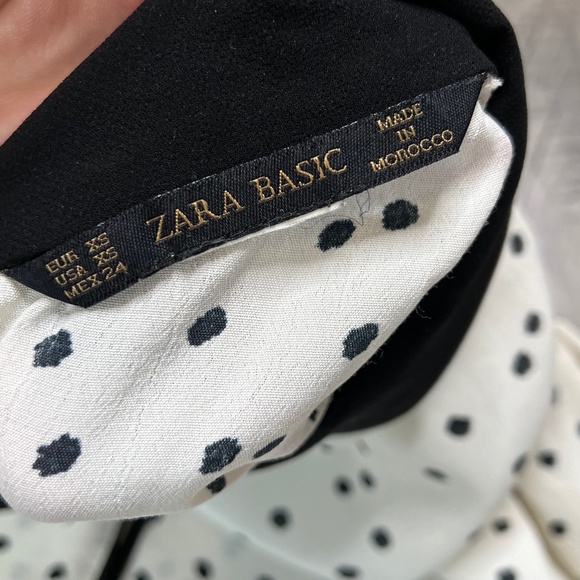 EUR XS
USA XS
MEX 24
ZARA BASIC
MADE
IN
MOROCCO